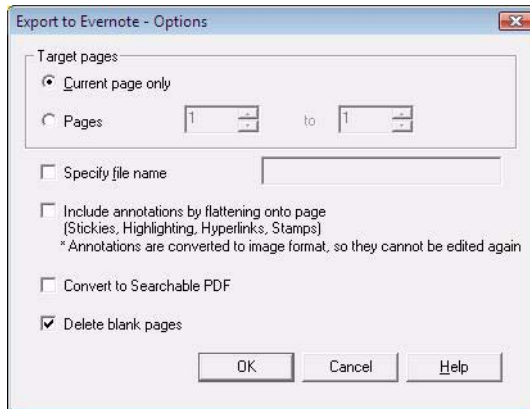 Export to Evernote - Options
Target pages
Current page only
Pages 1 to 1
Specify file name
Include annotations by flattening onto page
(Stickies, Highlighting, Hyperlinks, Stamps)
* Annotations are converted to image format, so they cannot be edited again
Convert to Searchable PDF
Delete blank pages
OK Cancel Help